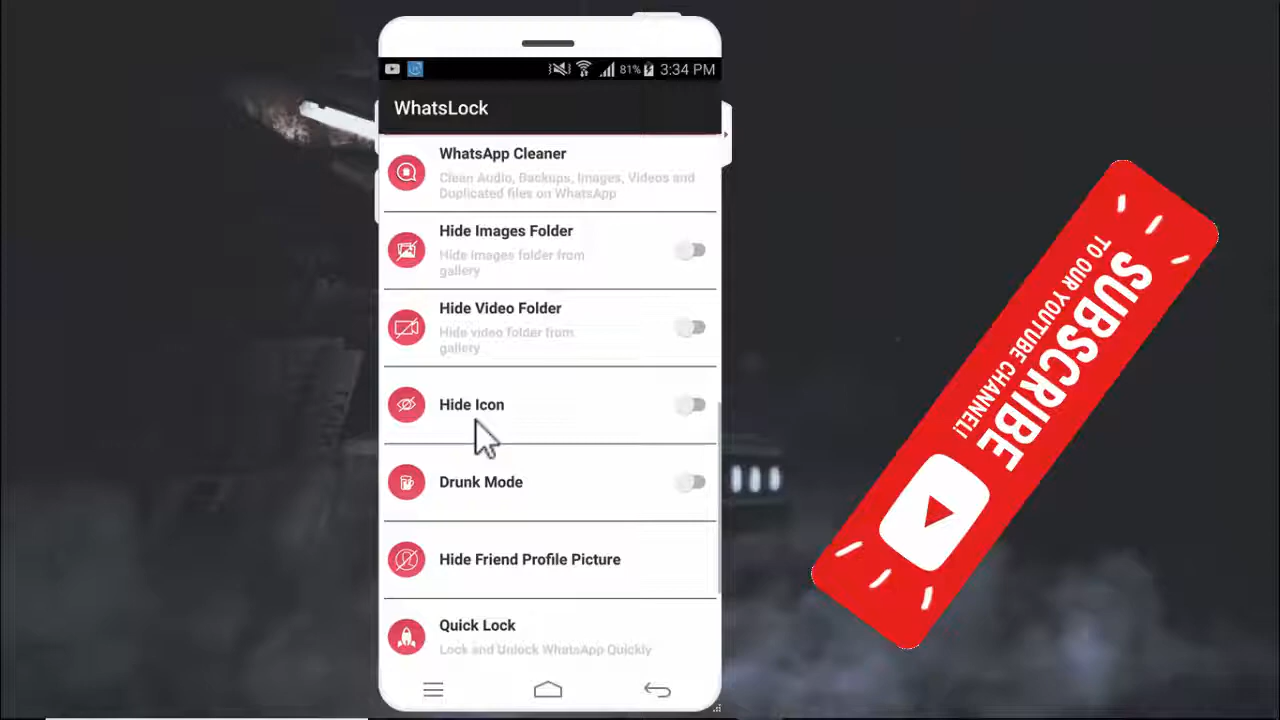 81% 3:34 PM
WhatsLock
WhatsApp Cleaner
Clean Audio, Backups, Images, Videos and
Duplicated files on WhatsApp
Hide Images Folder
Hide Images folder from
gallery
Hide Video Folder
Hide video folder from
gallery
Hide Icon
Drunk Mode
Hide Friend Profile Picture
Quick Lock
Lock and Unlock WhatsApp Quickly
SUBSCRIBE
TO OUR YOUTUBE CHANNEL!